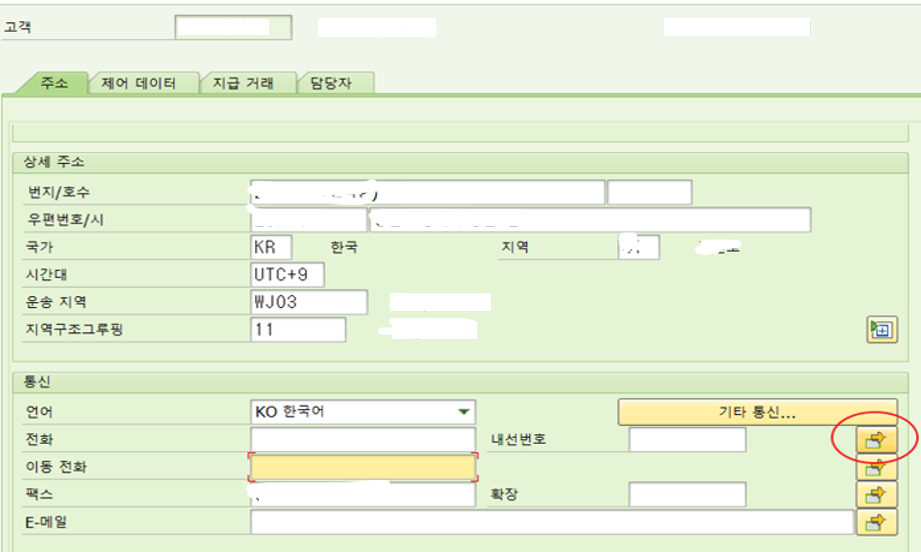 고객
주소 제어 데이터 지급 거래 담당자
상세 주소
번지/호수
우편번호/시
국가 KR 한국 지역
시간대 UTC+9
운송 지역 WJ03
지역구조그루핑 11
통신
언어 KO 한국어 기타 통신...
전화 내선번호
이동 전화
팩스 확장
E-메일